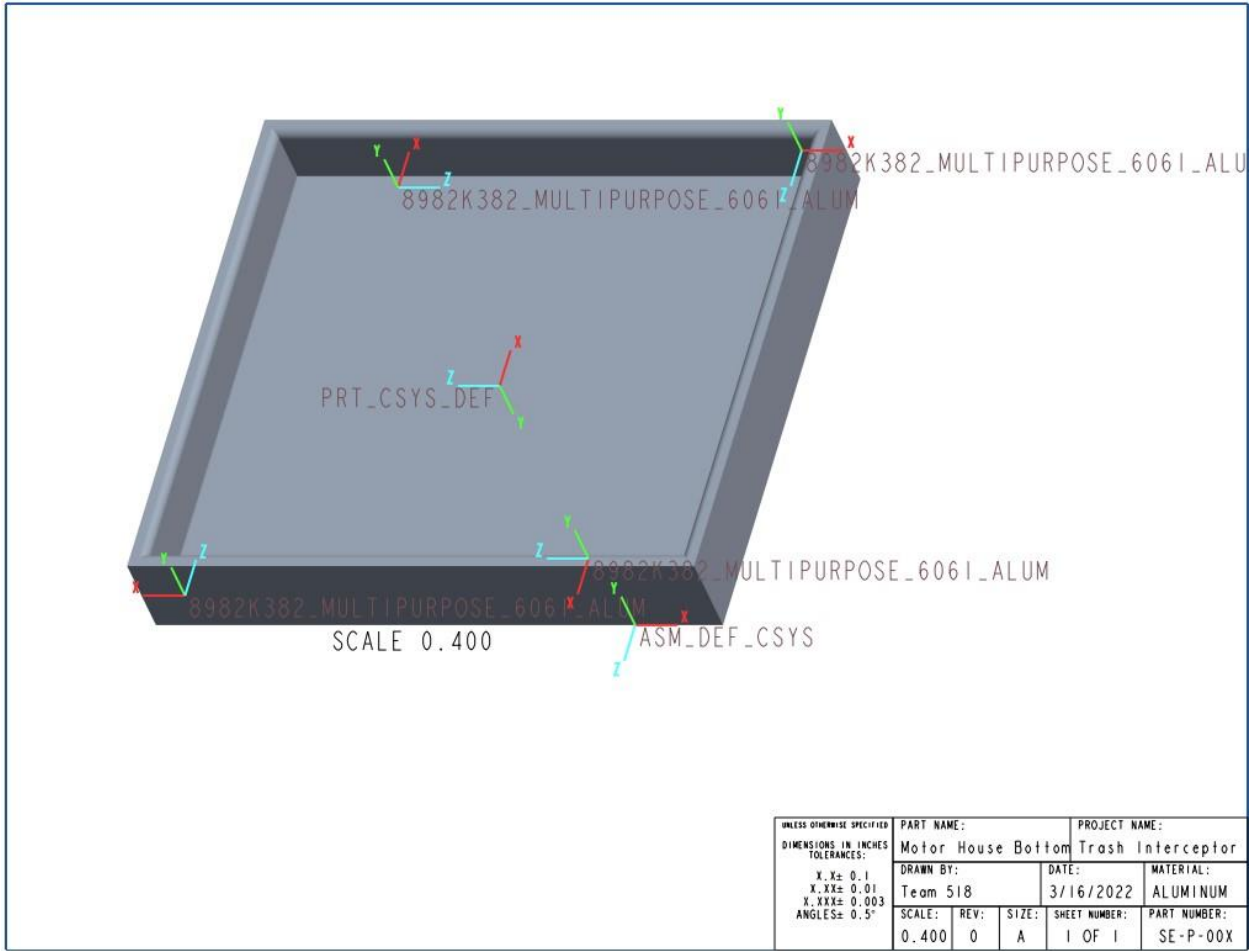 Y
X
8982K382_MULTIPURPOSE_6061_ALU
Z
Y
X
Z
8982K382_MULTIPURPOSE_6061_ALUM
X
Z
PRT_CSYS_DEF
Y
Y
Z
8982K382_MULTIPURPOSE_6061_ALUM
X
Y
Z
X
8982K382_MULTIPURPOSE_6061_ALUM
Y
X
ASM_DEF_CSYS
Z
SCALE 0.400
UNLESS OTHERWISE SPECIFIED
DIMENSIONS IN INCHES
TOLERANCES:
X.X± 0.1
X.XX± 0.01
X.XXX± 0.003
ANGLES± 0.5°
PART NAME:
Motor House Bottom
PROJECT NAME:
Trash Interceptor
DRAWN BY:
Team 518
DATE:
3/16/2022
MATERIAL:
ALUMINUM
SCALE:
0.400
REV:
0
SIZE:
A
SHEET NUMBER:
1 OF 1
PART NUMBER:
SE-P-00X